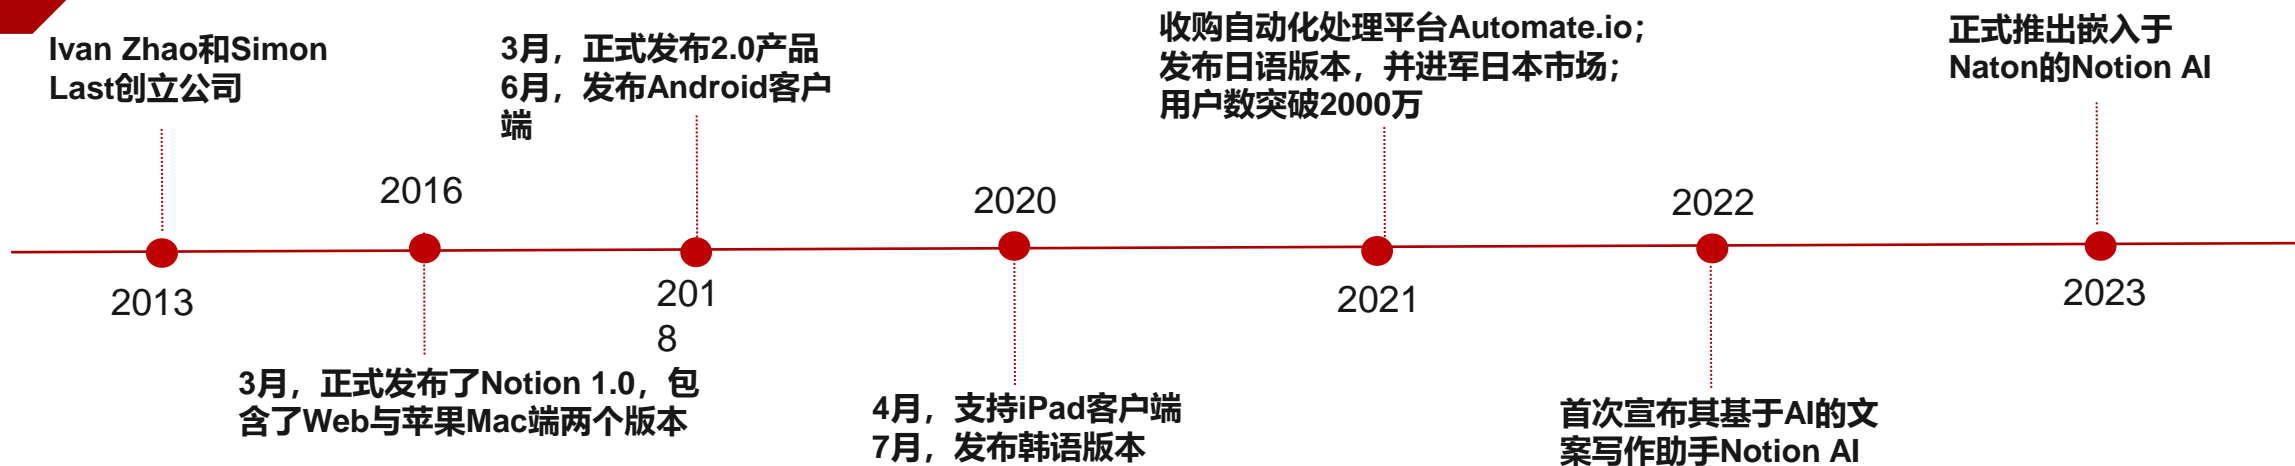 Ivan Zhao和Simon
Last创立公司
2013
2016
3月，正式发布了Notion 1.0，包
含了Web与苹果Mac端两个版本
3月，正式发布2.0产品
6月，发布Android客户
端
201
8
2020
4月，支持iPad客户端
7月，发布韩语版本
收购自动化处理平台Automate.io；
发布日语版本，并进军日本市场；
用户数突破2000万
2021
2022
首次宣布其基于AI的文
案写作助手Notion AI
正式推出嵌入于
Naton的Notion AI
2023